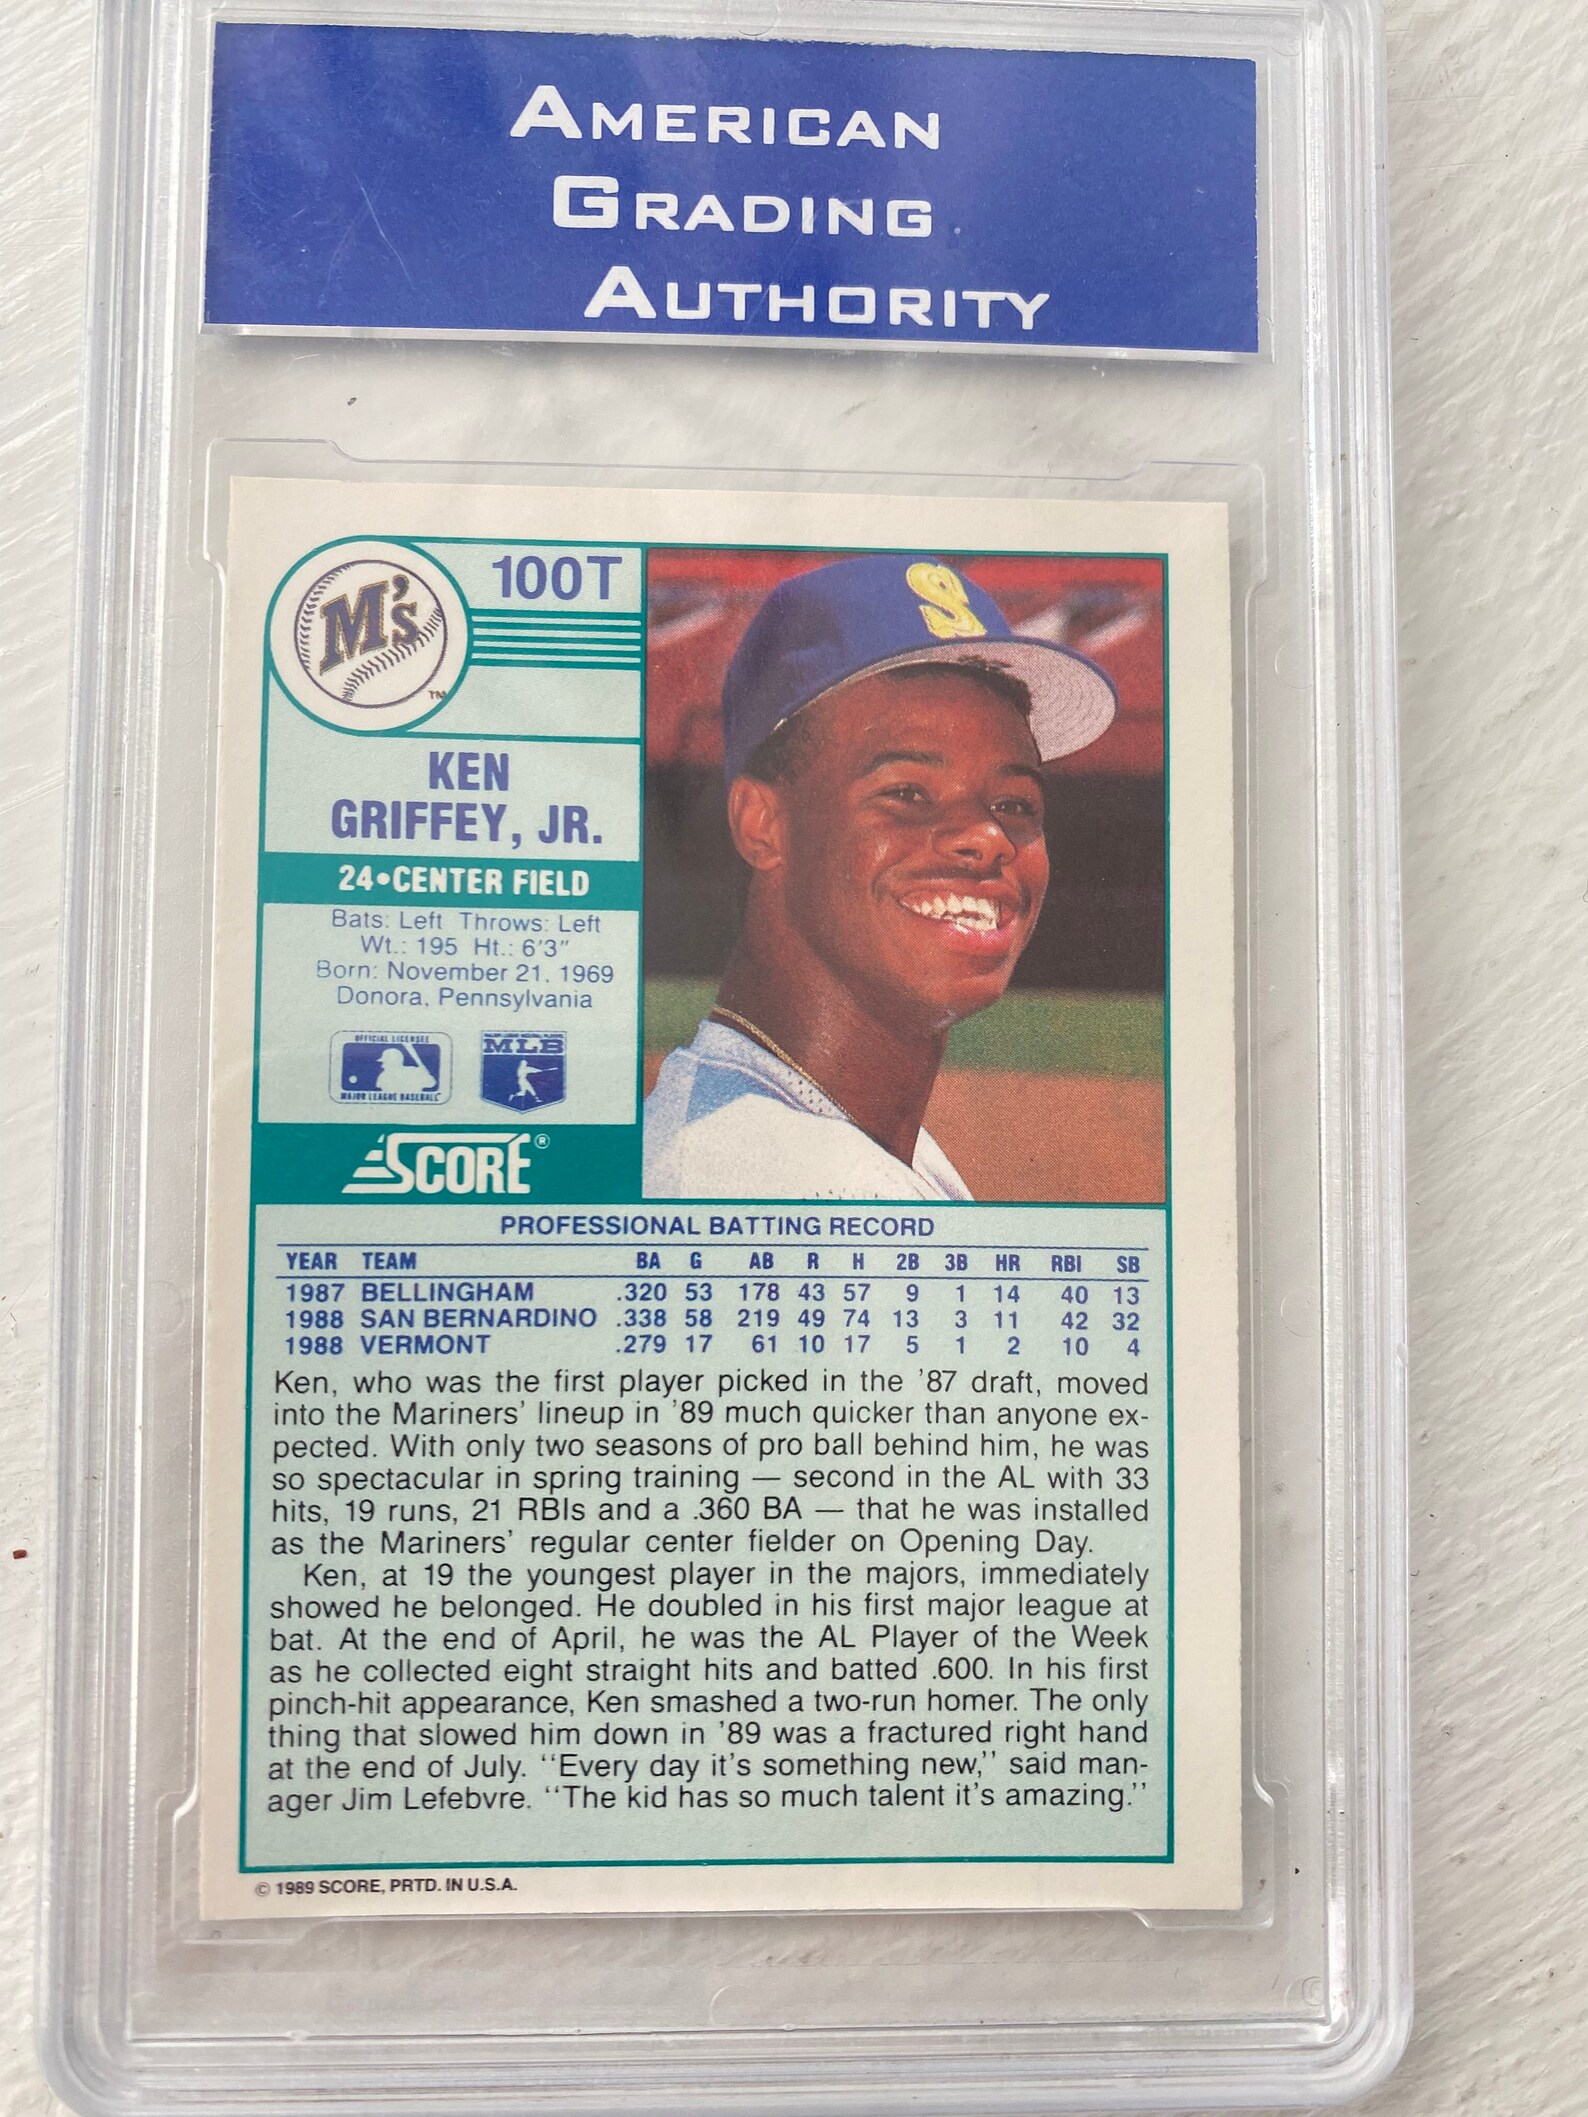 AMERICAN
GRADING
AUTHORITY
M's
TM
100T
KEN
GRIFFEY, JR.
24•CENTER FIELD
Bats: Left Throws: Left
Wt.: 195 Ht.: 6'3"
Born: November 21, 1969
Donora, Pennsylvania
OFFICIAL LICENSEE
MAJOR LEAGUE BASEBALL
MLB
SCORE®
S
PROFESSIONAL BATTING RECORD
YEAR TEAM BA G AB R H 2B 3B HR RBI SB
1987 BELLINGHAM .320 53 178 43 57 9 1 14 40 13
1988 SAN BERNARDINO .338 58 219 49 74 13 3 11 42 32
1988 VERMONT .279 17 61 10 17 5 1 2 10 4
Ken, who was the first player picked in the '87 draft, moved
into the Mariners' lineup in '89 much quicker than anyone ex-
pected. With only two seasons of pro ball behind him, he was
so spectacular in spring training — second in the AL with 33
hits, 19 runs, 21 RBIs and a .360 BA — that he was installed
as the Mariners' regular center fielder on Opening Day.
Ken, at 19 the youngest player in the majors, immediately
showed he belonged. He doubled in his first major league at
bat. At the end of April, he was the AL Player of the Week
as he collected eight straight hits and batted .600. In his first
pinch-hit appearance, Ken smashed a two-run homer. The only
thing that slowed him down in '89 was a fractured right hand
at the end of July. ''Every day it's something new,'' said man-
ager Jim Lefebvre. ''The kid has so much talent it's amazing.''
© 1989 SCORE, PRTD. IN U.S.A.